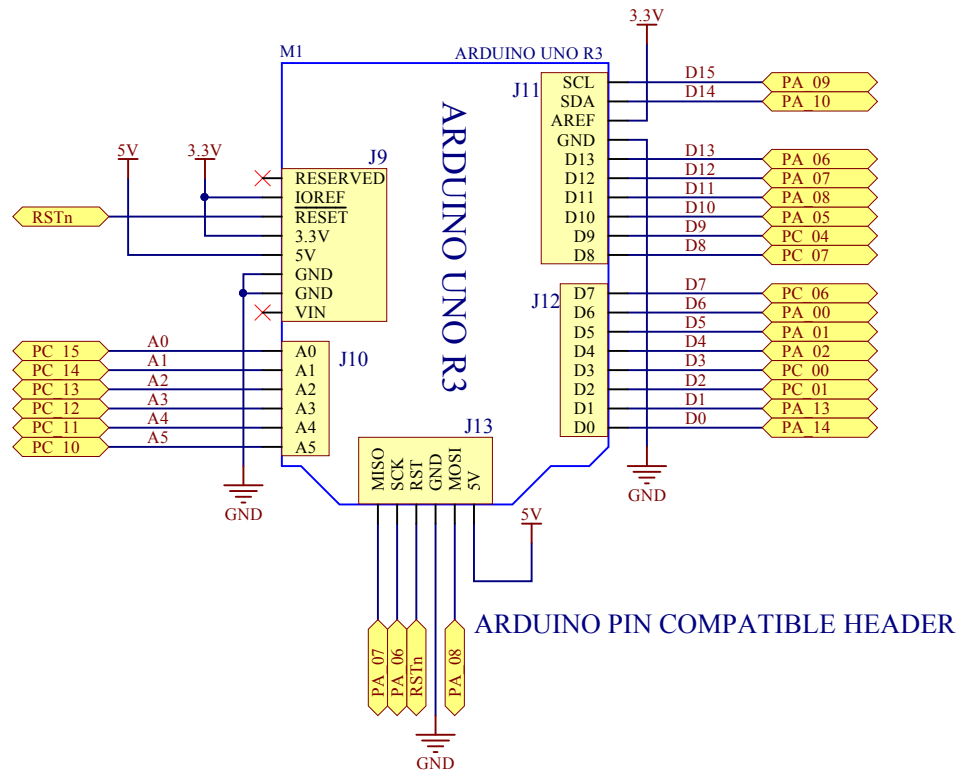 3.3V
M1
ARDUINO UNO R3
J11
SCL
D15
PA_09
SDA
D14
PA_10
AREF
GND
D13
D13
PA_06
D12
D12
PA_07
D11
D11
PA_08
D10
D10
PA_05
D9
D9
PC_04
D8
D8
PC_07
ARDUINO UNO R3
5V
3.3V
J9
RESERVED
IOREF
RSTn
RESET
3.3V
5V
GND
GND
VIN
J12
D7
D7
PC_06
D6
D6
PA_00
D5
D5
PA_01
D4
D4
PA_02
D3
D3
PC_00
D2
D2
PC_01
D1
D1
PA_13
D0
D0
PA_14
J10
PC_15
A0
A0
PC_14
A1
A1
PC_13
A2
A2
PC_12
A3
A3
PC_11
A4
A4
PC_10
A5
A5
J13
MISO
SCK
RST
GND
MOSI
5V
GND
GND
5V
ARDUINO PIN COMPATIBLE HEADER
PA_07
PA_06
RSTn
PA_08
GND